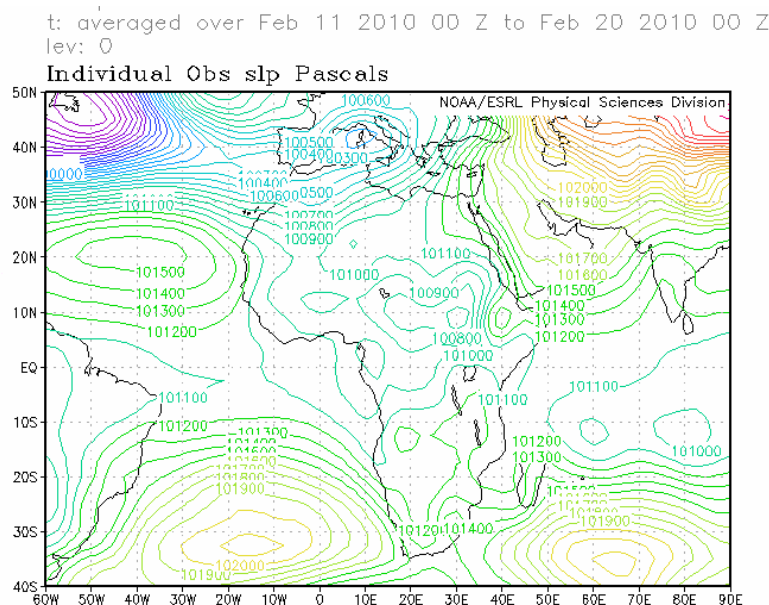 t: averaged over Feb 11 2010 00 Z to Feb 20 2010 00 Z
lev: 0
Individual Obs slp Pascals
NOAA/ESRL Physical Sciences Division
50N
40N
30N
20N
10N
EQ
10S
20S
30S
40S
60W 50W 40W 30W 20W 10W 0 10E 20E 30E 40E 50E 60E 70E 80E 90E
100600
100500
100400
100400
100600
100700
100800
100900
101100
101500
101400
101300
101200
101000
101100
100900
100800
101000
102000
101900
101700
101500
101400
101300
101200
101100
101200
101300
101900
102000
101900
101100
101100
101000
101200
101300
101400
101900